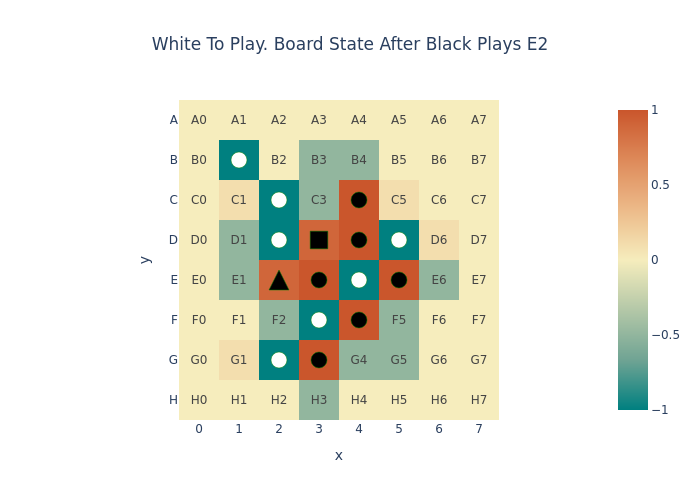 White To Play. Board State After Black Plays E2
A A0 A1 A2 A3 A4 A5 A6 A7
B B0 B2 B3 B4 B5 B6 B7
C C0 C1 C3 C5 C6 C7
D D0 D1 D6 D7
E E0 E1 E6 E7
F F0 F1 F2 F5 F6 F7
G G0 G1 G4 G5 G6 G7
H H0 H1 H2 H3 H4 H5 H6 H7
0 1 2 3 4 5 6 7
x
y
1
0.5
0
−0.5
−1